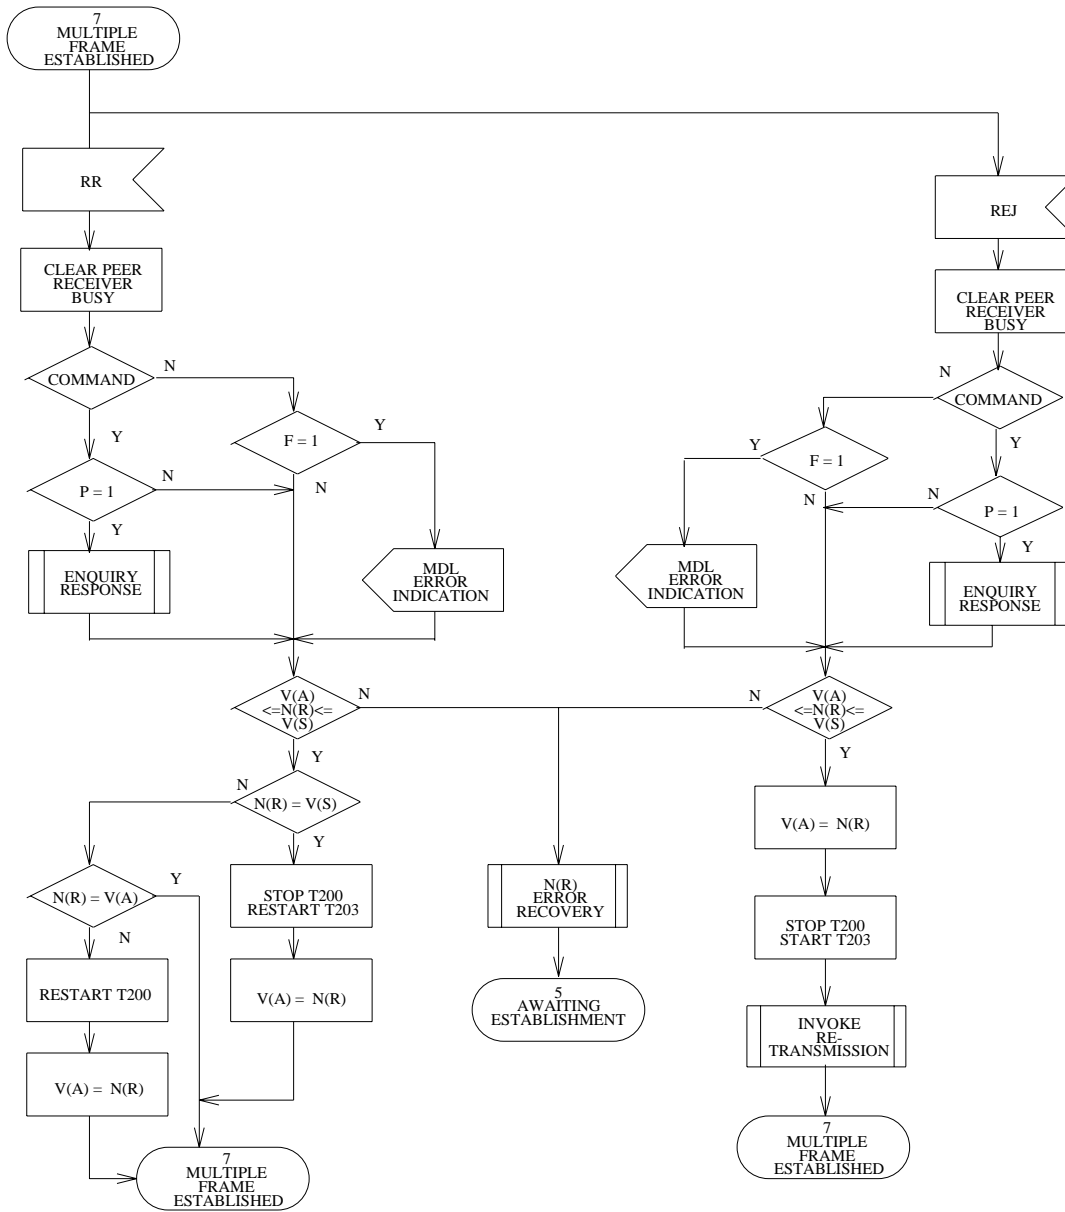 7
MULTIPLE
FRAME
ESTABLISHED
RR
REJ
CLEAR PEER
RECEIVER
BUSY
CLEAR PEER
RECEIVER
BUSY
COMMAND
N
N
COMMAND
Y
F = 1
Y
Y
F = 1
Y
P = 1
N
N
N
N
P = 1
Y
Y
ENQUIRY
RESPONSE
MDL
ERROR
INDICATION
MDL
ERROR
INDICATION
ENQUIRY
RESPONSE
V(A)
<=N(R)<=
V(S)
N
N
V(A)
<=N(R)<=
V(S)
Y
Y
N
N(R) = V(S)
Y
V(A) = N(R)
N(R) = V(A)
Y
STOP T200
RESTART T203
N(R)
ERROR
RECOVERY
STOP T200
START T203
N
RESTART T200
V(A) = N(R)
5
AWAITING
ESTABLISHMENT
INVOKE
RE-
TRANSMISSION
V(A) = N(R)
7
MULTIPLE
FRAME
ESTABLISHED
7
MULTIPLE
FRAME
ESTABLISHED